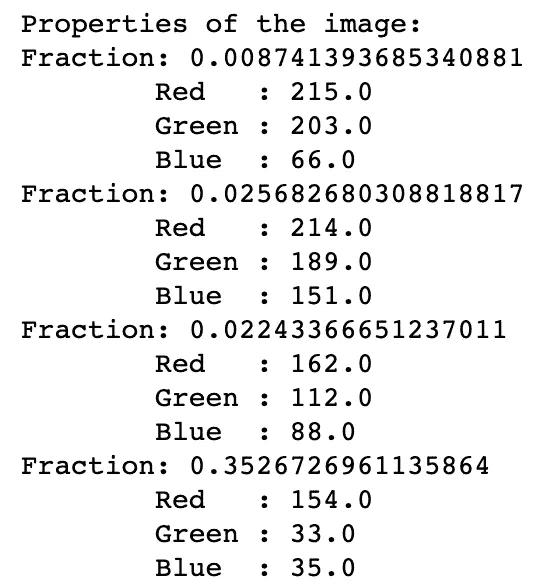 Properties of the image:
Fraction: 0.008741393685340881
Red : 215.0
Green : 203.0
Blue : 66.0
Fraction: 0.025682680308818817
Red : 214.0
Green : 189.0
Blue : 151.0
Fraction: 0.02243366651237011
Red : 162.0
Green : 112.0
Blue : 88.0
Fraction: 0.3526726961135864
Red : 154.0
Green : 33.0
Blue : 35.0